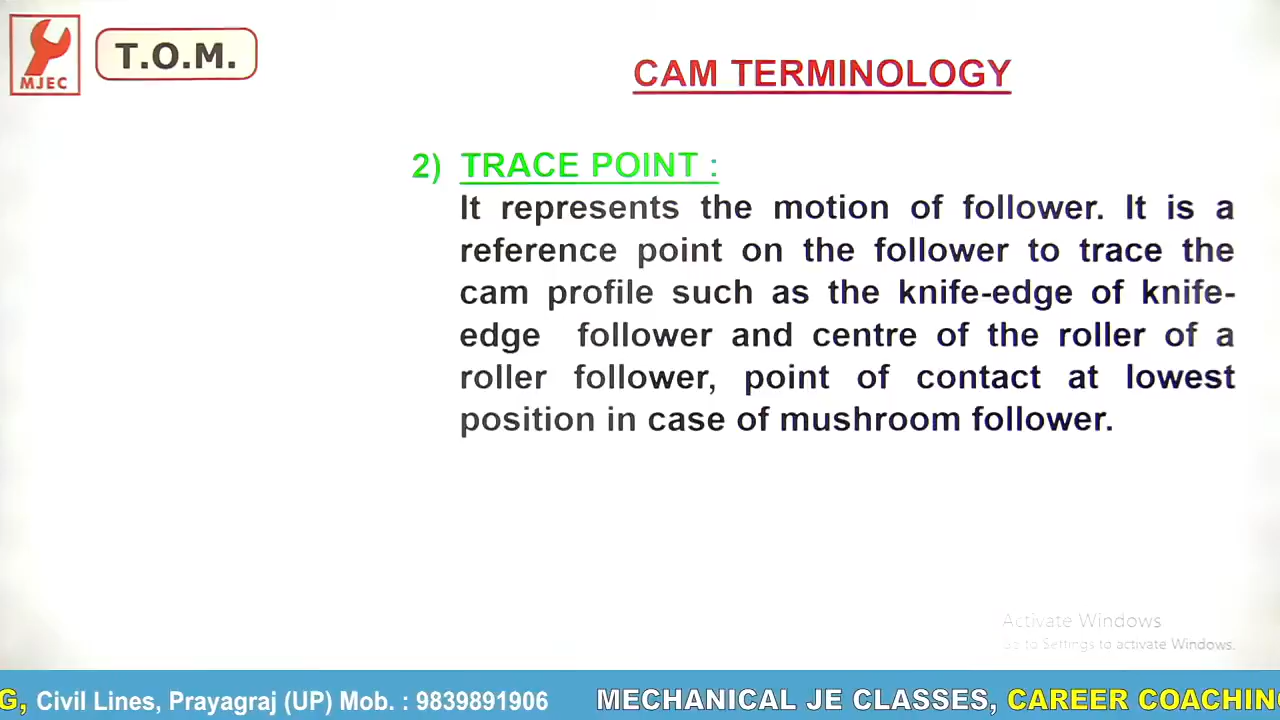 MJEC
T.O.M.
CAM TERMINOLOGY
2) TRACE POINT :
It represents the motion of follower. It is a
reference point on the follower to trace the
cam profile such as the knife-edge of knife-
edge follower and centre of the roller of a
roller follower, point of contact at lowest
position in case of mushroom follower.
Activate Windows
Go to Settings to activate Windows.
G, Civil Lines, Prayagraj (UP) Mob. : 9839891906 MECHANICAL JE CLASSES, CAREER COACHING